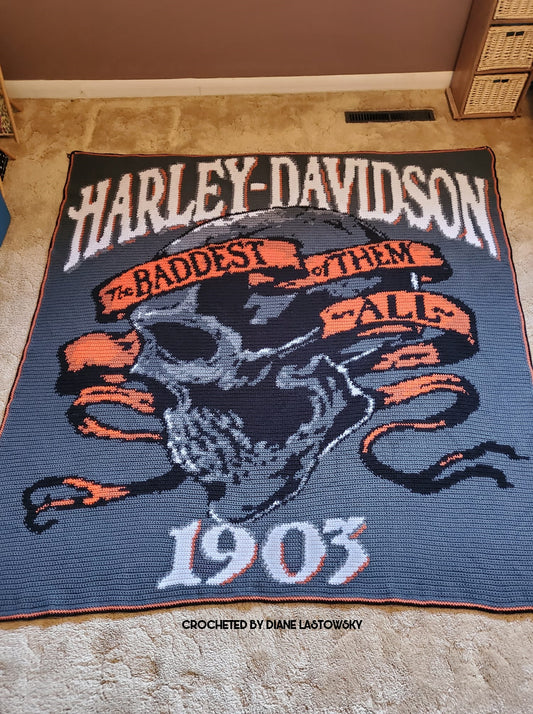 HARLEY-DAVIDSON
The BADDEST of THEM
ALL
1903
CROCHETED BY DIANE LASTOWSKY